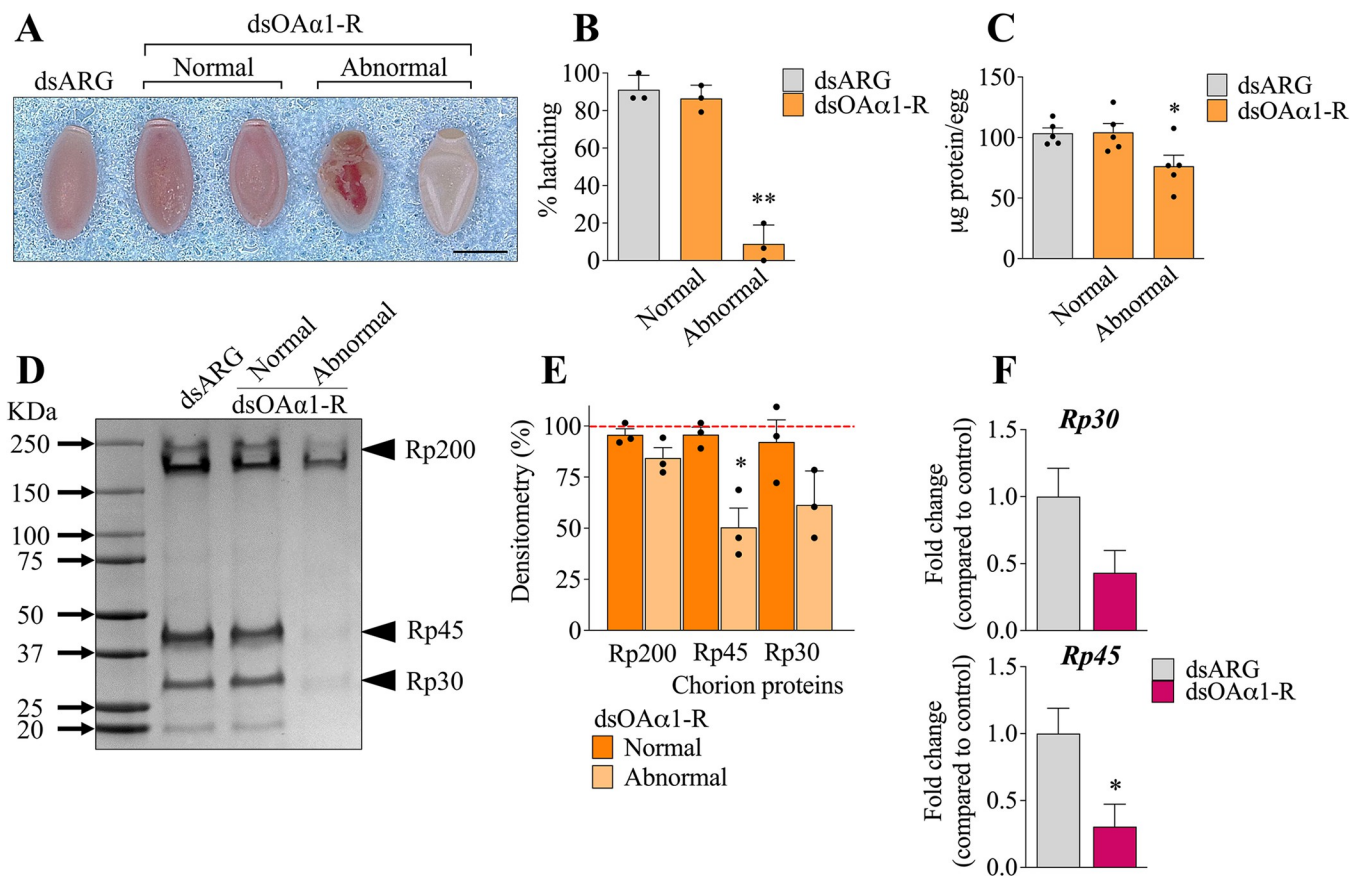 A
dsOAα1-R
Normal
Abnormal
dsARG
B
100
80
60
40
20
0
% hatching
**
Normal
Abnormal
dsARG
dsOAα1-R
C
150
100
50
0
µg protein/egg
*
Normal
Abnormal
dsARG
dsOAα1-R
D
KDa
dsARG
Normal
Abnormal
dsOAα1-R
250
150
100
75
50
37
25
20
Rp200
Rp45
Rp30
E
100
75
50
25
0
Densitometry (%)
*
Rp200 Rp45 Rp30
Chorion proteins
dsOAα1-R
Normal
Abnormal
F
Rp30
1.5
1.0
0.5
0.0
Fold change
(compared to control)
Rp45
1.5
1.0
0.5
0.0
Fold change
(compared to control)
*
dsARG
dsOAα1-R